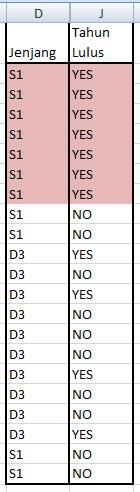 D J
Jenjang Tahun Lulus
S1 YES
S1 YES
S1 YES
S1 YES
S1 YES
S1 YES
S1 YES
S1 NO
S1 NO
D3 YES
D3 NO
D3 YES
D3 NO
D3 NO
D3 NO
D3 YES
D3 NO
D3 NO
D3 YES
S1 NO
S1 NO